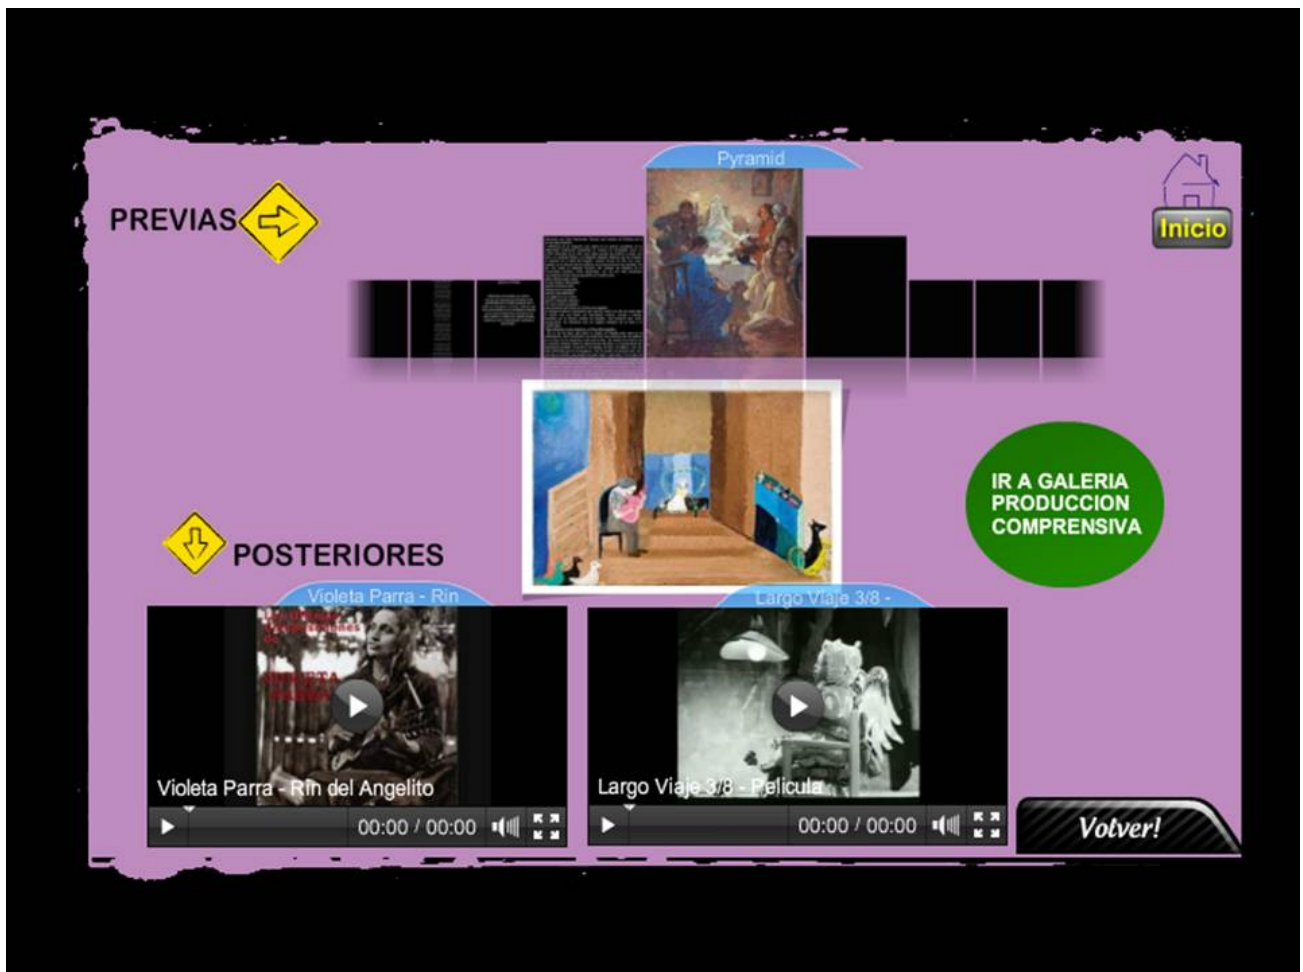 Pyramid
PREVIAS
Inicio
IR A GALERIA
PRODUCCION
COMPRENSIVA
POSTERIORES
Violeta Parra - Rin
Largo Viaje 3/8 -
Violeta Parra - Rin del Angelito
Largo Viaje 3/8 - Pelicula
00:00 / 00:00
00:00 / 00:00
Volver!